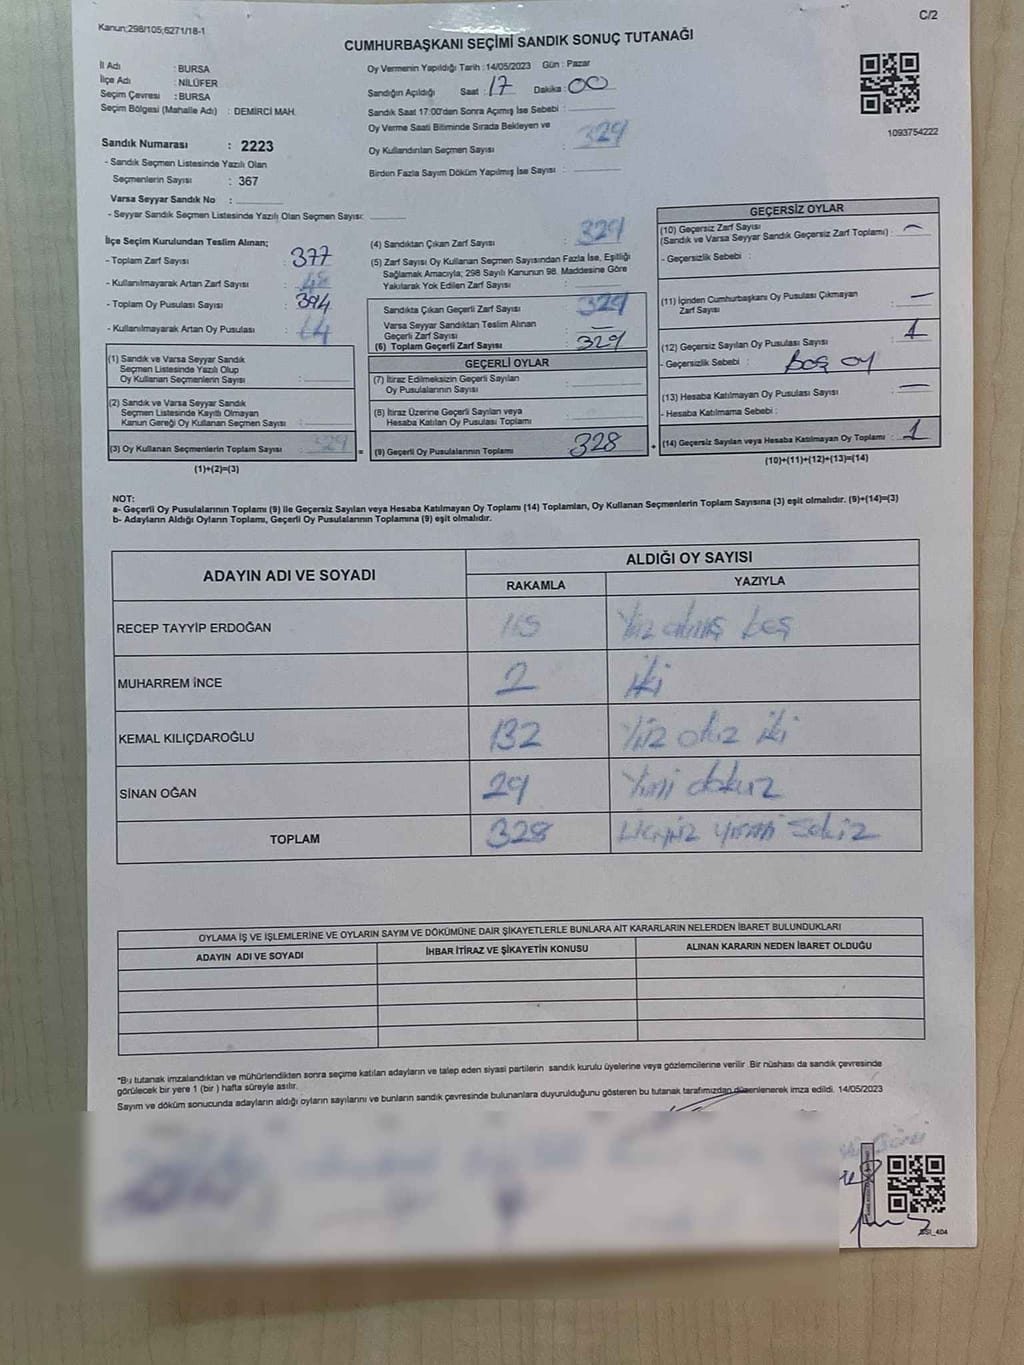 Kanun;298/105;6271/18-1
C/2
CUMHURBAŞKANI SEÇİMİ SANDIK SONUÇ TUTANAĞI
İl Adı : BURSA
İlçe Adı : NİLÜFER
Seçim Çevresi : BURSA
Seçim Bölgesi (Mahalle Adı) : DEMİRCİ MAH.
Sandık Numarası : 2223
- Sandık Seçmen Listesinde Yazılı Olan
Seçmenlerin Sayısı : 367
Varsa Seyyar Sandık No :
- Seyyar Sandık Seçmen Listesinde Yazılı Olan Seçmen Sayısı:
Oy Vermenin Yapıldığı Tarih : 14/05/2023 Gün : Pazar
Sandığın Açıldığı Saat : 17 Dakika : 00
Sandık Saat 17:00'den Sonra Açımış İse Sebebi :
Oy Verme Saati Bitiminde Sırada Bekleyen ve
Oy Kullandırılan Seçmen Sayısı : 329
Birden Fazla Sayım Döküm Yapılmış İse Sayısı :
1093754222
İlçe Seçim Kurulundan Teslim Alınan;
- Toplam Zarf Sayısı : 377
- Kullanılmayarak Artan Zarf Sayısı : 48
- Toplam Oy Pusulası Sayısı : 394
- Kullanılmayarak Artan Oy Pusulası :
(1) Sandık ve Varsa Seyyar Sandık
Seçmen Listesinde Yazılı Olup
Oy Kullanan Seçmenlerin Sayısı :
(2) Sandık ve Varsa Seyyar Sandık
Seçmen Listesinde Kayıtlı Olmayan
Kanun Gereği Oy Kullanan Seçmen Sayısı :
(3) Oy Kullanan Seçmenlerin Toplam Sayısı : 329
(1)+(2)=(3)
(4) Sandıktan Çıkan Zarf Sayısı : 329
(5) Zarf Sayısı Oy Kullanan Seçmen Sayısından Fazla İse, Eşitliği
Sağlamak Amacıyla; 298 Sayılı Kanunun 98. Maddesine Göre
Yakılarak Yok Edilen Zarf Sayısı :
Sandıkta Çıkan Geçerli Zarf Sayısı : 329
Varsa Seyyar Sandıktan Teslim Alınan
Geçerli Zarf Sayısı : —
(6) Toplam Geçerli Zarf Sayısı : 329
GEÇERLİ OYLAR
(7) İtiraz Edilmeksizin Geçerli Sayılan
Oy Pusulalarının Sayısı :
(8) İtiraz Üzerine Geçerli Sayılan veya
Hesaba Katılan Oy Pusulası Toplamı :
(9) Geçerli Oy Pusulalarının Toplamı : 328
= +
GEÇERSİZ OYLAR
(10) Geçersiz Zarf Sayısı
(Sandık ve Varsa Seyyar Sandık Geçersiz Zarf Toplamı) : —
- Geçersizlik Sebebi :
(11) İçinden Cumhurbaşkanı Oy Pusulası Çıkmayan
Zarf Sayısı : —
(12) Geçersiz Sayılan Oy Pusulası Sayısı : 1
- Geçersizlik Sebebi : Boş oy
(13) Hesaba Katılmayan Oy Pusulası Sayısı : —
- Hesaba Katılmama Sebebi :
(14) Geçersiz Sayılan veya Hesaba Katılmayan Oy Toplamı : 1
(10)+(11)+(12)+(13)=(14)
NOT:
a- Geçerli Oy Pusulalarının Toplamı (9) ile Geçersiz Sayılan veya Hesaba Katılmayan Oy Toplamı (14) Toplamları, Oy Kullanan Seçmenlerin Toplam Sayısına (3) eşit olmalıdır. (9)+(14)=(3)
b- Adayların Aldığı Oyların Toplamı, Geçerli Oy Pusulalarının Toplamına (9) eşit olmalıdır.
ADAYIN ADI VE SOYADI ALDIĞI OY SAYISI
RAKAMLA YAZIYLA
RECEP TAYYİP ERDOĞAN 165 Yüz altmış beş
MUHARREM İNCE 2 İki
KEMAL KILIÇDAROĞLU 132 Yüz otuz iki
SİNAN OĞAN 29 Yirmi dokuz
TOPLAM 328 üçyüz yirmi sekiz
OYLAMA İŞ VE İŞLEMLERİNE VE OYLARIN SAYIM VE DÖKÜMÜNE DAİR ŞİKAYETLERLE BUNLARA AİT KARARLARIN NELERDEN İBARET BULUNDUKLARI
ADAYIN ADI VE SOYADI İHBAR İTİRAZ VE ŞİKAYETİN KONUSU ALINAN KARARIN NEDEN İBARET OLDUĞU
"Bu tutanak imzalandıktan ve mühürlendikten sonra seçime katılan adayların ve talep eden siyasi partilerin sandık kurulu üyelerine veya gözlemcilerine verilir. Bir nüshası da sandık çevresinde
görülecek bir yere 1 (bir ) hafta süreyle asılır.
Sayım ve döküm sonucunda adayların aldığı oyların sayılarını ve bunların sandık çevresinde bulunanlara duyurulduğunu gösteren bu tutanak tarafımızdan düzenlenerek imza edildi. 14/05/2023